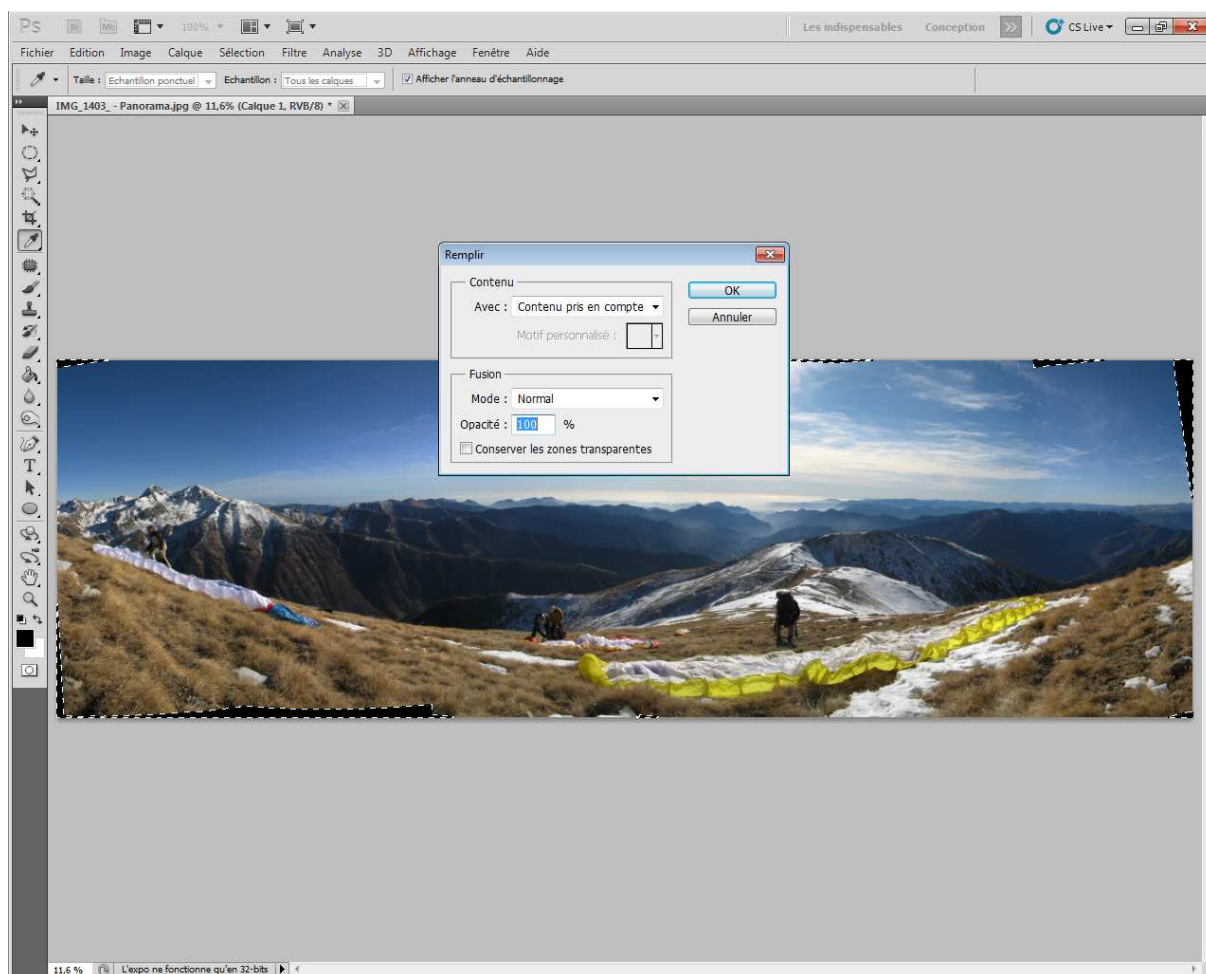 Ps Br Mb 100% Les indispensables Conception >> CS Live
Fichier Edition Image Calque Sélection Filtre Analyse 3D Affichage Fenêtre Aide
Taille : Echantillon ponctuel Echantillon : Tous les calques Afficher l'anneau d'échantillonnage
IMG_1403_ - Panorama.jpg @ 11,6% (Calque 1, RVB/8) *
Remplir
Contenu
OK
Avec : Contenu pris en compte
Annuler
Motif personnalisé :
Fusion
Mode : Normal
Opacité : 100 %
Conserver les zones transparentes
T
11,6 % L'expo ne fonctionne qu'en 32-bits